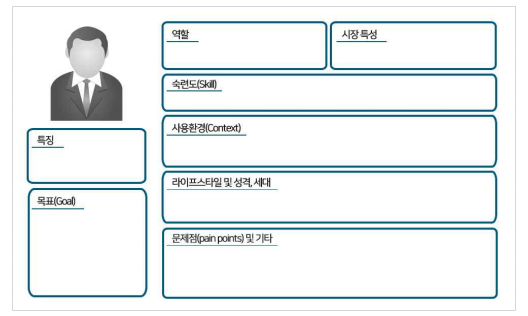 역할
시장 특성
숙련도(Skill)
사용환경(Context)
특징
라이프스타일 및 성격, 세대
목표(Goal)
문제점(pain points) 및 기타